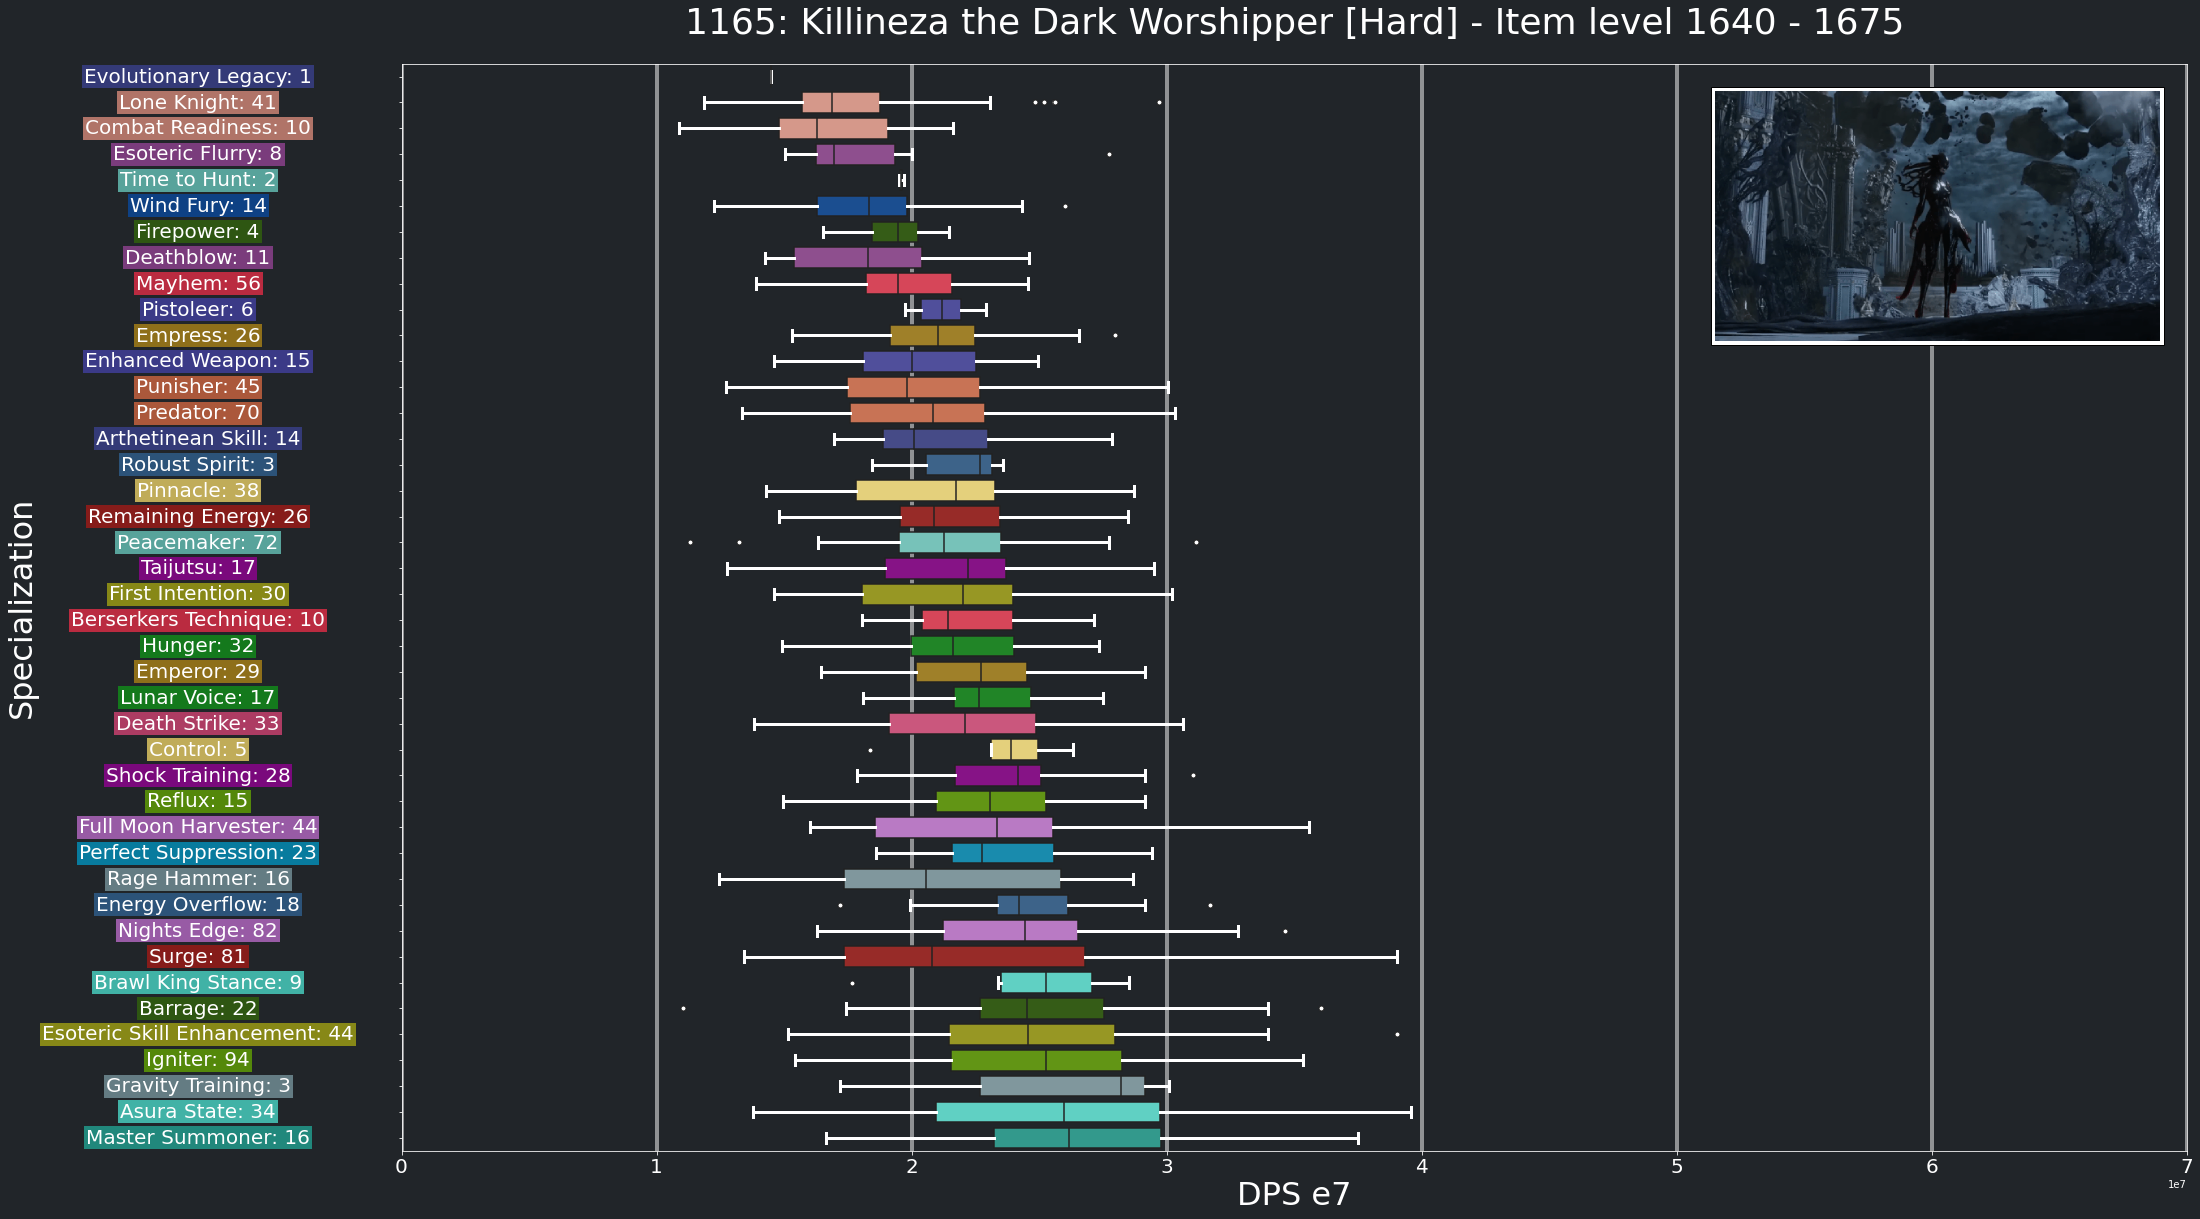 1165: Killineza the Dark Worshipper [Hard] - Item level 1640 - 1675
Specialization
Evolutionary Legacy: 1
Lone Knight: 41
Combat Readiness: 10
Esoteric Flurry: 8
Time to Hunt: 2
Wind Fury: 14
Firepower: 4
Deathblow: 11
Mayhem: 56
Pistoleer: 6
Empress: 26
Enhanced Weapon: 15
Punisher: 45
Predator: 70
Arthetinean Skill: 14
Robust Spirit: 3
Pinnacle: 38
Remaining Energy: 26
Peacemaker: 72
Taijutsu: 17
First Intention: 30
Berserkers Technique: 10
Hunger: 32
Emperor: 29
Lunar Voice: 17
Death Strike: 33
Control: 5
Shock Training: 28
Reflux: 15
Full Moon Harvester: 44
Perfect Suppression: 23
Rage Hammer: 16
Energy Overflow: 18
Nights Edge: 82
Surge: 81
Brawl King Stance: 9
Barrage: 22
Esoteric Skill Enhancement: 44
Igniter: 94
Gravity Training: 3
Asura State: 34
Master Summoner: 16
0 1 2 3 4 5 6 7
1e7
DPS e7